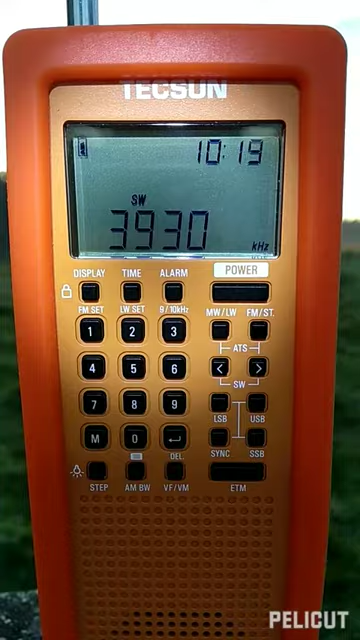 TECSUN
10:19
SW
3930 kHz
DISPLAY TIME ALARM POWER
FM SET LW SET 9/10kHz MW/LW FM/ST.
1 2 3
ATS
4 5 6 < >
SW
7 8 9
LSB USB
M 0
DEL. SYNC SSB
STEP AM BW VF/VM ETM
PELICUT